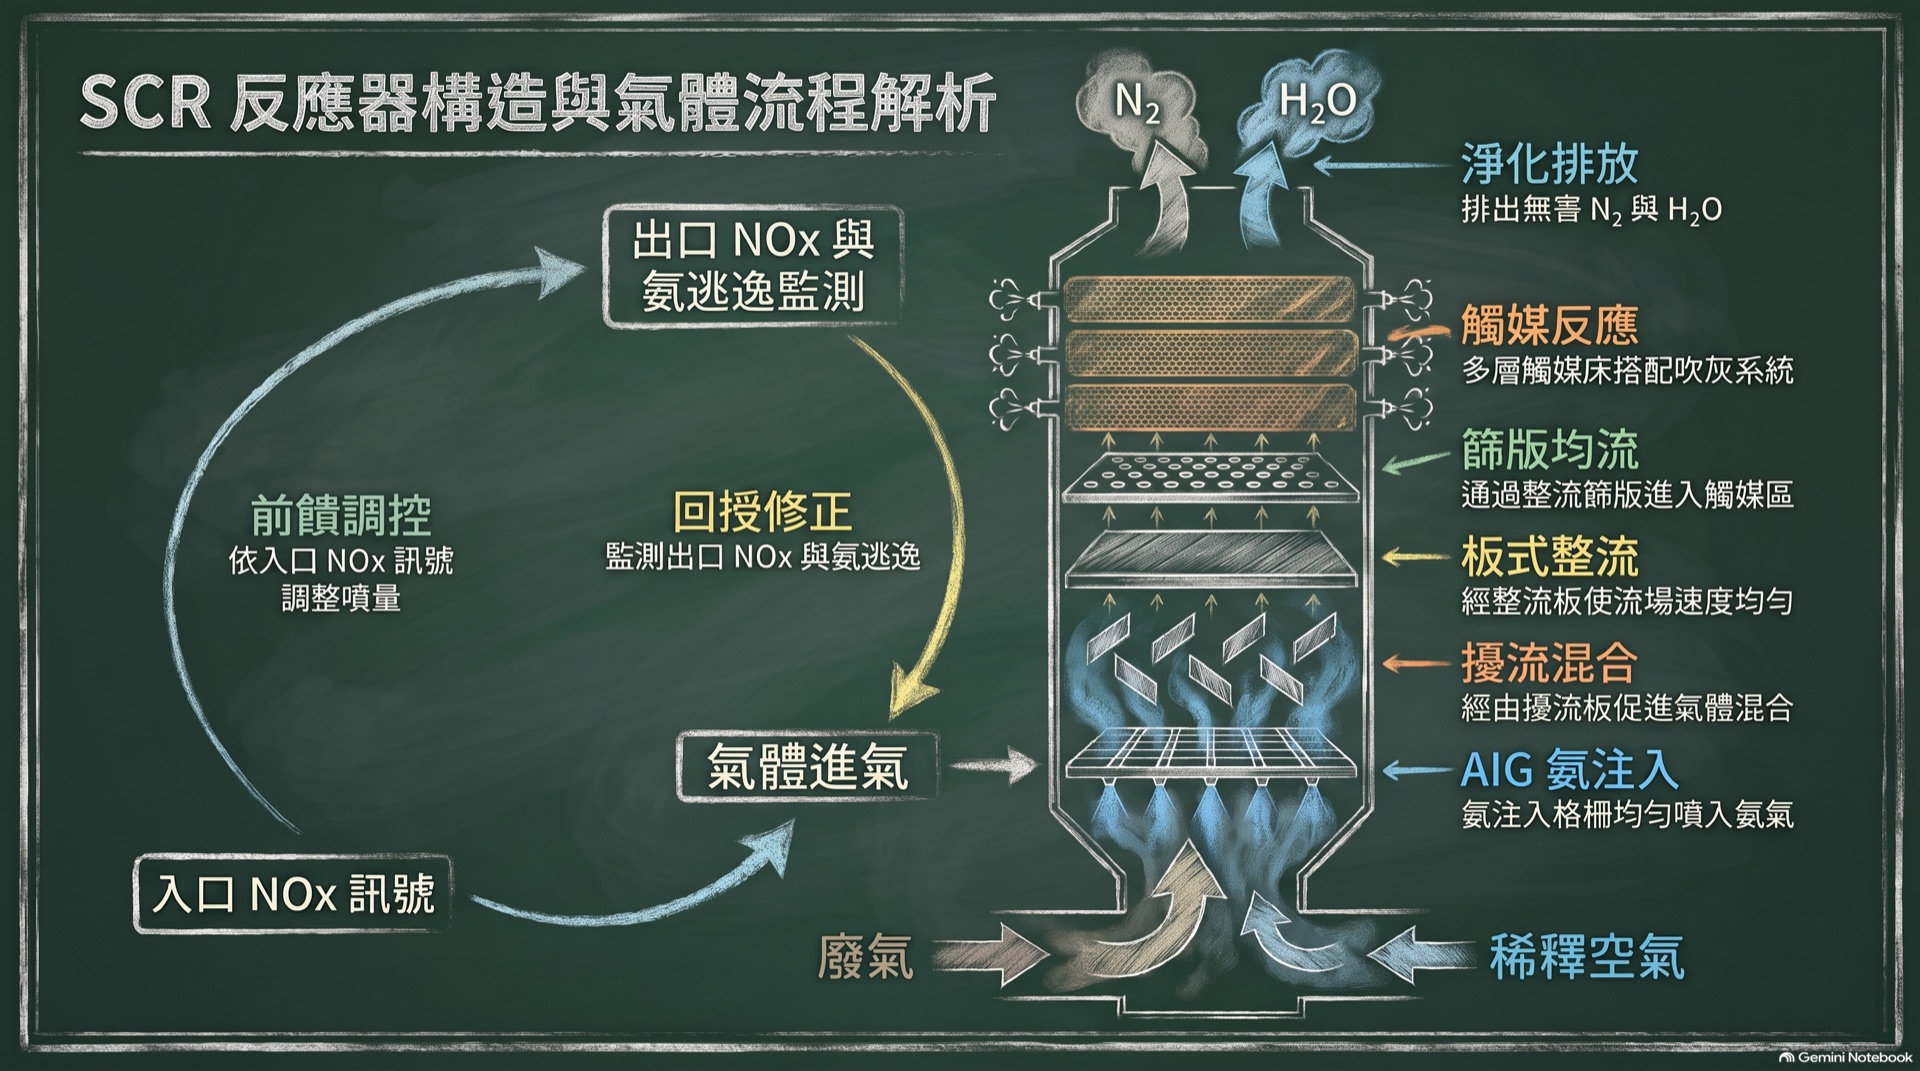 SCR 反應器構造與氣體流程解析
N₂
H₂O
淨化排放
排出無害 N₂ 與 H₂O
出口 NOx 與
氨逃逸監測
觸媒反應
多層觸媒床搭配吹灰系統
篩版均流
通過整流篩版進入觸媒區
前饋調控
依入口 NOx 訊號
調整噴量
回授修正
監測出口 NOx 與氨逃逸
板式整流
經整流板使流場速度均勻
擾流混合
經由擾流板促進氣體混合
氣體進氣
AIG 氨注入
氨注入格柵均勻噴入氨氣
入口 NOx 訊號
廢氣
稀釋空氣
Gemini Notebook